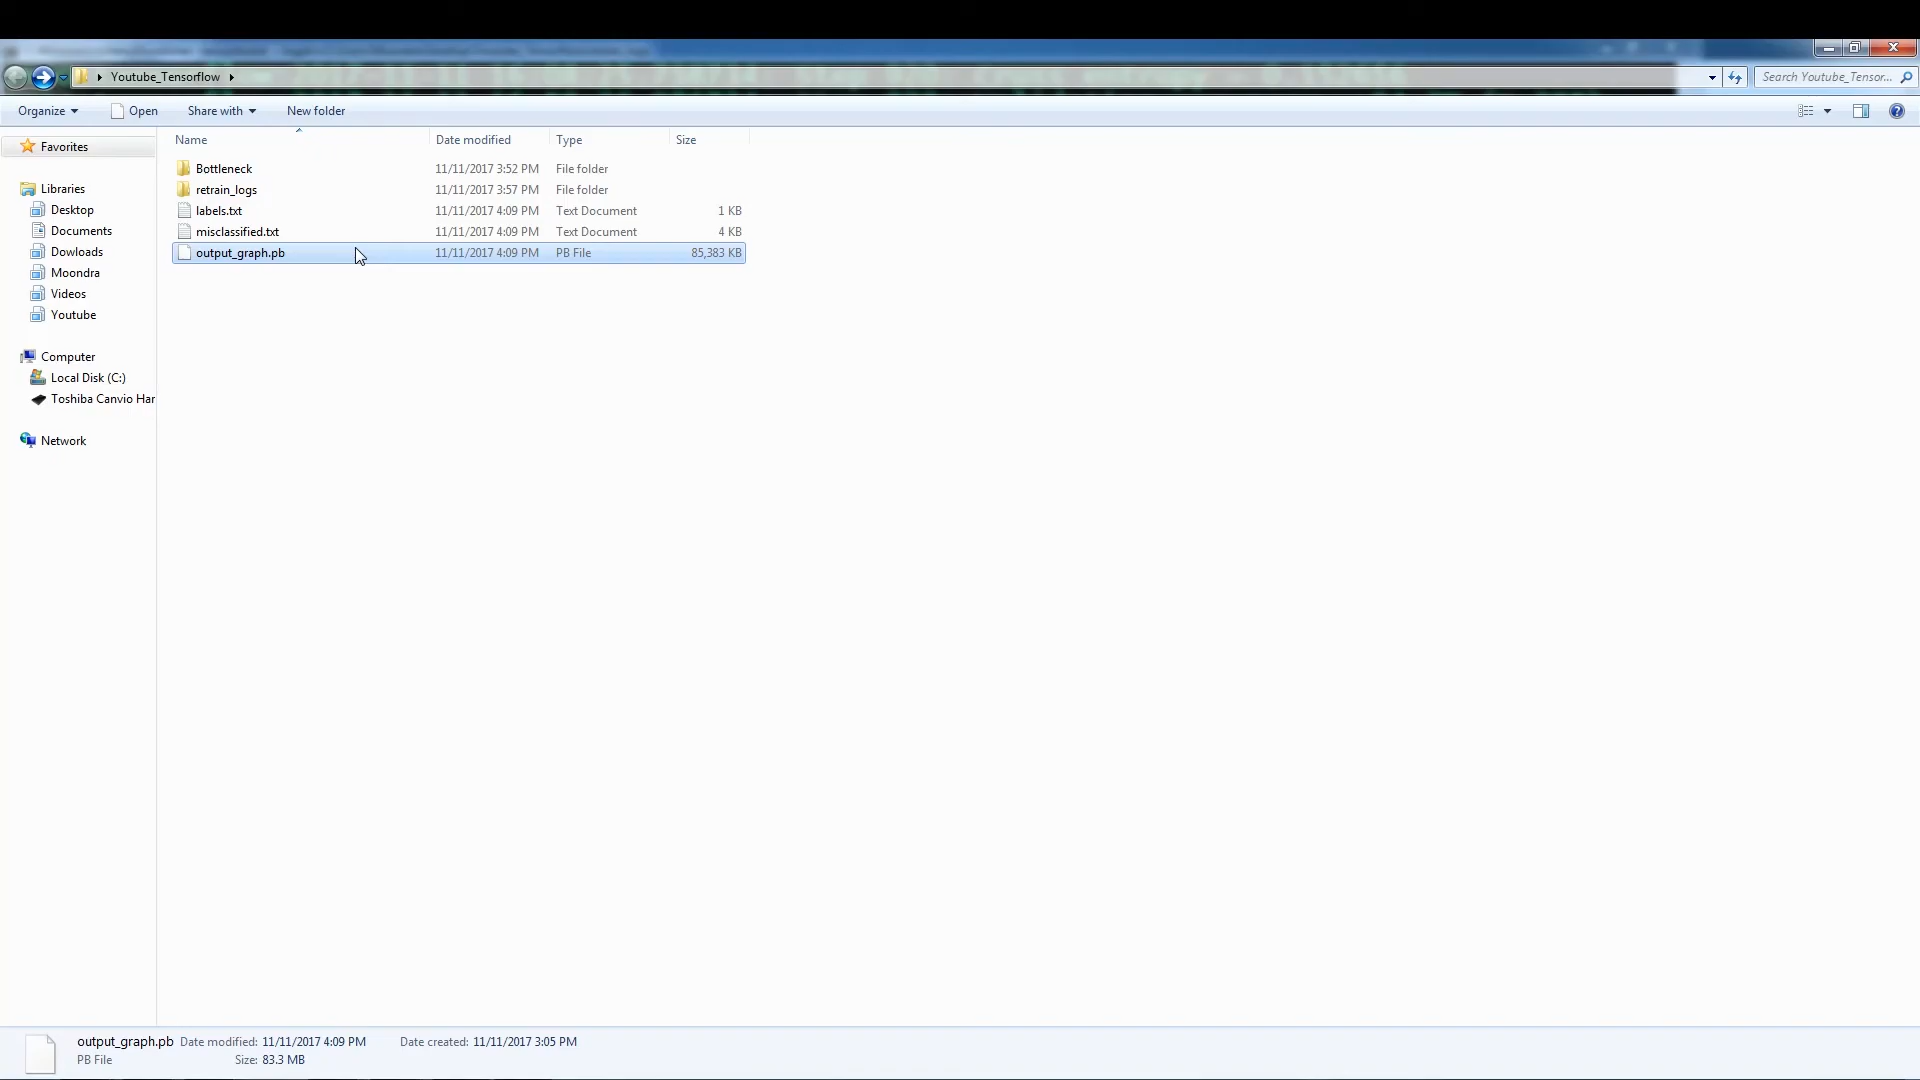 Youtube_Tensorflow
Search Youtube_Tensor...
Organize Open Share with New folder
Name Date modified Type Size
Favorites
Libraries
Desktop
Documents
Dowloads
Moondra
Videos
Youtube
Computer
Local Disk (C:)
Toshiba Canvio Har
Network
Bottleneck 11/11/2017 3:52 PM File folder
retrain_logs 11/11/2017 3:57 PM File folder
labels.txt 11/11/2017 4:09 PM Text Document 1 KB
misclassified.txt 11/11/2017 4:09 PM Text Document 4 KB
output_graph.pb 11/11/2017 4:09 PM PB File 85,383 KB
output_graph.pb Date modified: 11/11/2017 4:09 PM Date created: 11/11/2017 3:05 PM
PB File Size: 83.3 MB